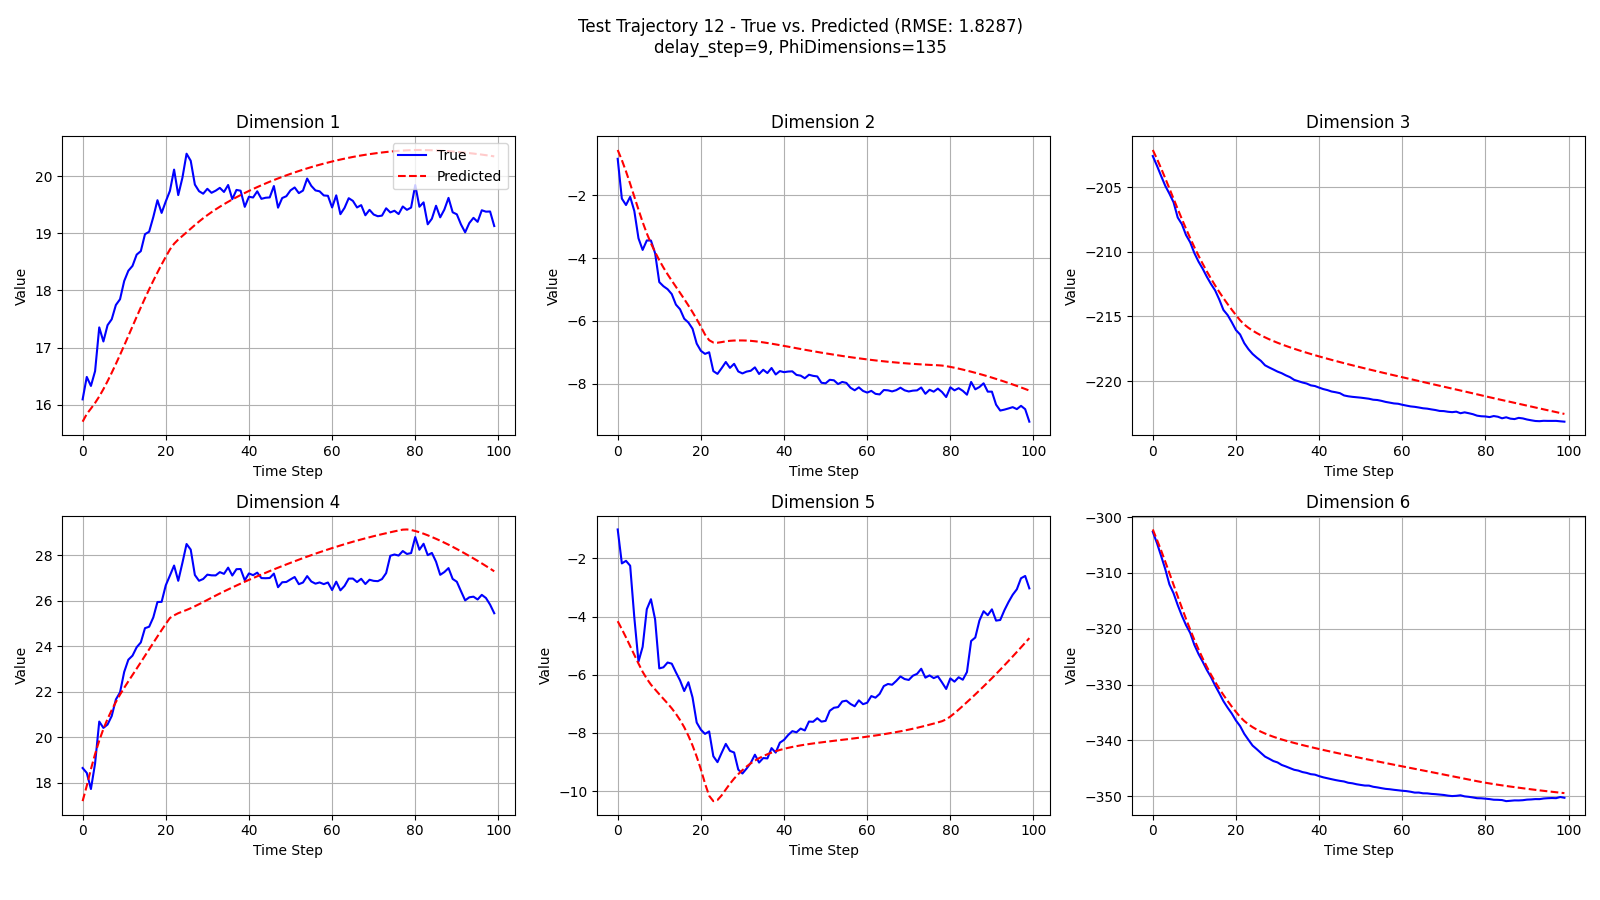 Test Trajectory 12 - True vs. Predicted (RMSE: 1.8287)
delay_step=9, PhiDimensions=135
Dimension 1
Value
20
19
18
17
16
0 20 40 60 80 100
Time Step
True
Predicted
Dimension 2
Value
−2
−4
−6
−8
0 20 40 60 80 100
Time Step
Dimension 3
Value
−205
−210
−215
−220
0 20 40 60 80 100
Time Step
Dimension 4
Value
28
26
24
22
20
18
0 20 40 60 80 100
Time Step
Dimension 5
Value
−2
−4
−6
−8
−10
0 20 40 60 80 100
Time Step
Dimension 6
Value
−300
−310
−320
−330
−340
−350
0 20 40 60 80 100
Time Step